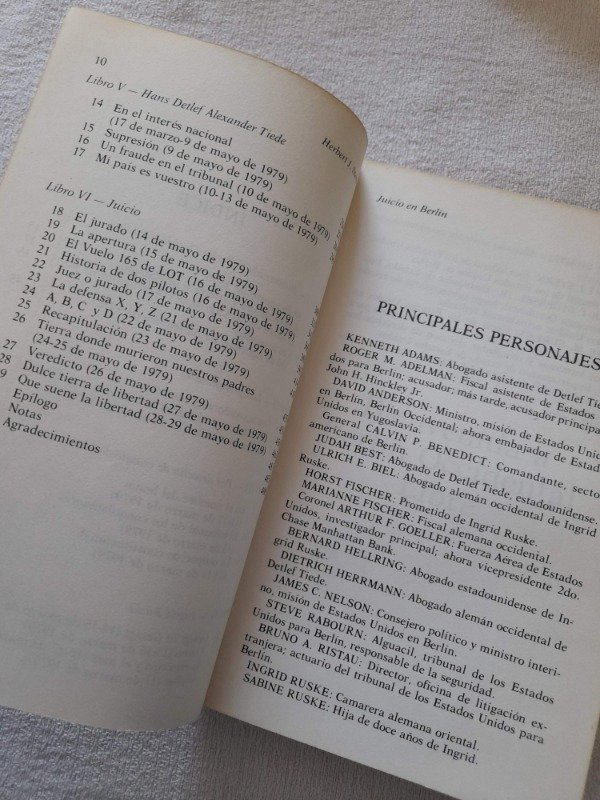 10
Herbert J.
Libro V — Hans Detlef Alexander Tiede
14 En el interés nacional
(17 de marzo-9 de mayo de 1979)
15 Supresión (9 de mayo de 1979)
16 Un fraude en el tribunal (10 de mayo de 1979)
17 Mi país es vuestro (10-13 de mayo de 1979)
Libro VI — Juicio
18 El jurado (14 de mayo de 1979)
19 La apertura (15 de mayo de 1979)
20 El Vuelo 165 de LOT (16 de mayo de 1979)
21 Historia de dos pilotos (16 de mayo de 1979)
22 Juez o jurado (17 de mayo de 1979)
23 La defensa X, Y, Z (21 de mayo de 1979)
24 A, B, C y D (22 de mayo de 1979)
25 Recapitulación (23 de mayo de 1979)
26 Tierra donde murieron nuestros padres
(24-25 de mayo de 1979)
27 Veredicto (26 de mayo de 1979)
28 Dulce tierra de libertad (27 de mayo de 1979)
9 Que suene la libertad (28-29 de mayo de 1979)
Epílogo
Notas
Agradecimientos
Juicio en Berlín
PRINCIPALES PERSONAJES
KENNETH ADAMS: Abogado asistente de Detlef Tie
ROGER M. ADELMAN: Fiscal asistente de Estados
dos para Berlín; acusador; más tarde, acusador principa
John H. Hinckley Jr.
DAVID ANDERSON: Ministro, misión de Estados Unid
en Berlín, Berlín Occidental; ahora embajador de Estad
Unidos en Yugoslavia.
General CALVIN P. BENEDICT: Comandante, secto
americano de Berlín.
JUDAH BEST: Abogado de Detlef Tiede, estadounidense.
ULRICH E. BIEL: Abogado alemán occidental de Ingrid
Ruske.
HORST FISCHER: Prometido de Ingrid Ruske.
MARIANNE FISCHER: Fiscal alemana occidental.
Coronel ARTHUR F. GOELLER: Fuerza Aérea de Estados
Unidos, investigador principal; ahora vicepresidente 2do.
Chase Manhattan Bank.
BERNARD HELLRING: Abogado estadounidense de In-
grid Ruske.
DIETRICH HERRMANN: Abogado alemán occidental de
Detlef Tiede.
JAMES C. NELSON: Consejero político y ministro interi-
no, misión de Estados Unidos en Berlín.
STEVE RABOURN: Alguacil, tribunal de los Estados
Unidos para Berlín, responsable de la seguridad.
BRUNO A. RISTAU: Director, oficina de litigación ex-
tranjera; actuario del tribunal de los Estados Unidos para
Berlín.
INGRID RUSKE: Camarera alemana oriental.
SABINE RUSKE: Hija de doce años de Ingrid.